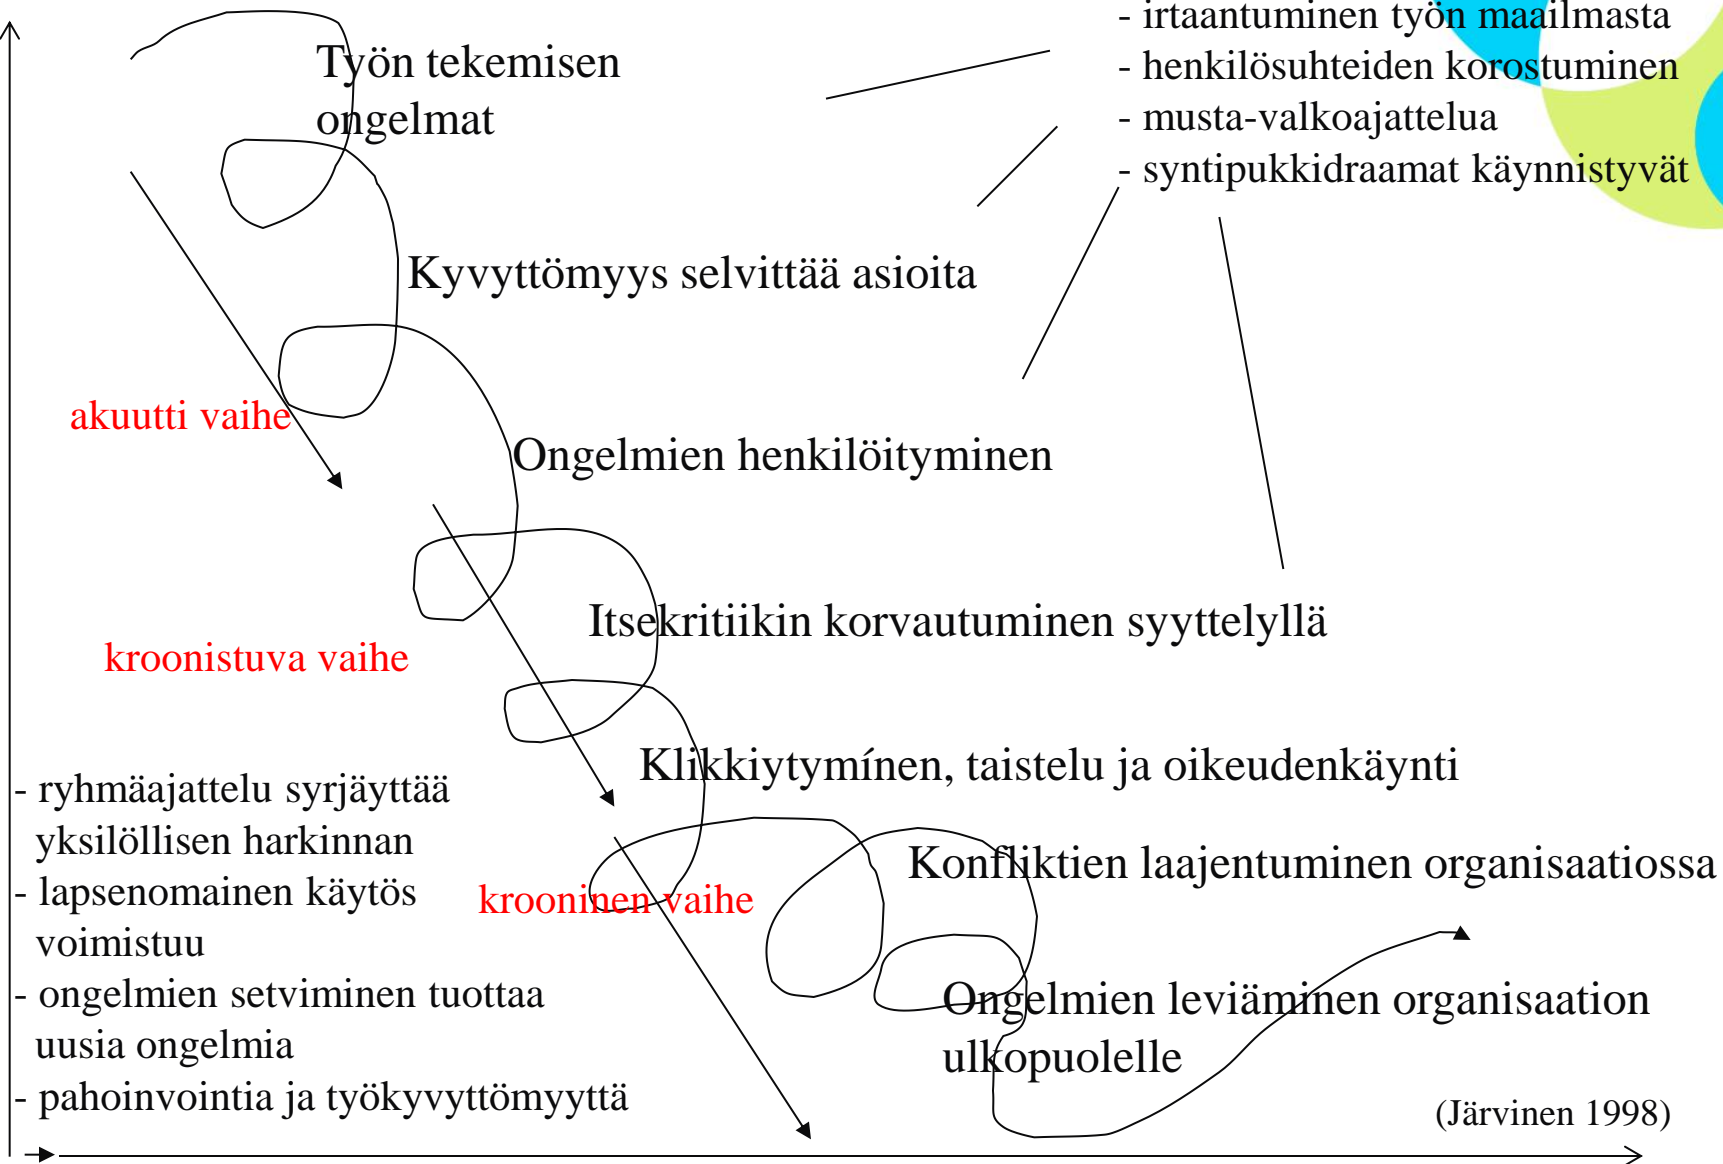 - irtaantuminen työn maailmasta
- henkilösuhteiden korostuminen
- musta-valkoajattelua
- syntipukkidraamat käynnistyvät
Työn tekemisen
ongelmat
Kyvyttömyys selvittää asioita
akuutti vaihe
Ongelmien henkilöityminen
Itsekritiikin korvautuminen syyttelyllä
kroonistuva vaihe
Klikkiytymínen, taistelu ja oikeudenkäynti
- ryhmäajattelu syrjäyttää
yksilöllisen harkinnan
- lapsenomainen käytös
voimistuu
- ongelmien setviminen tuottaa
uusia ongelmia
- pahoinvointia ja työkyvyttömyyttä
krooninen vaihe
Konfliktien laajentuminen organisaatiossa
Ongelmien leviäminen organisaation
ulkopuolelle
(Järvinen 1998)